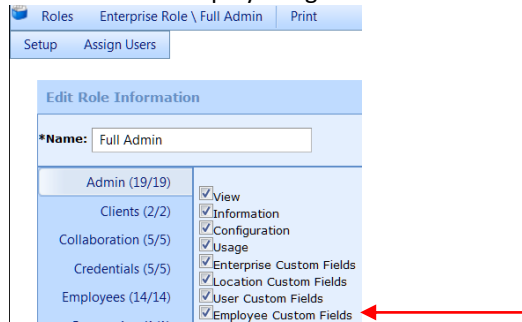 Roles Enterprise Role \ Full Admin Print
Setup Assign Users
Edit Role Information
*Name: Full Admin
Admin (19/19)
Clients (2/2)
Collaboration (5/5)
Credentials (5/5)
Employees (14/14)
View
Information
Configuration
Usage
Enterprise Custom Fields
Location Custom Fields
User Custom Fields
Employee Custom Fields